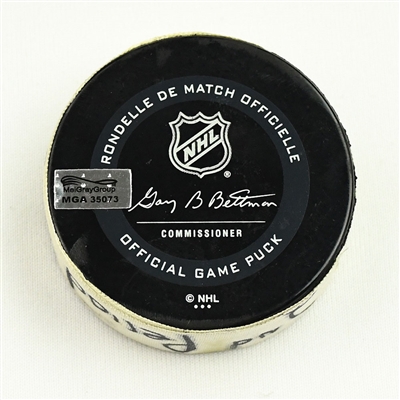 RONDELLE DE MATCH OFFICIELLE
NHL
MeiGrayGroup
MGA 35073
Gary B Bettman
COMMISSIONER
OFFICIAL GAME PUCK
© NHL